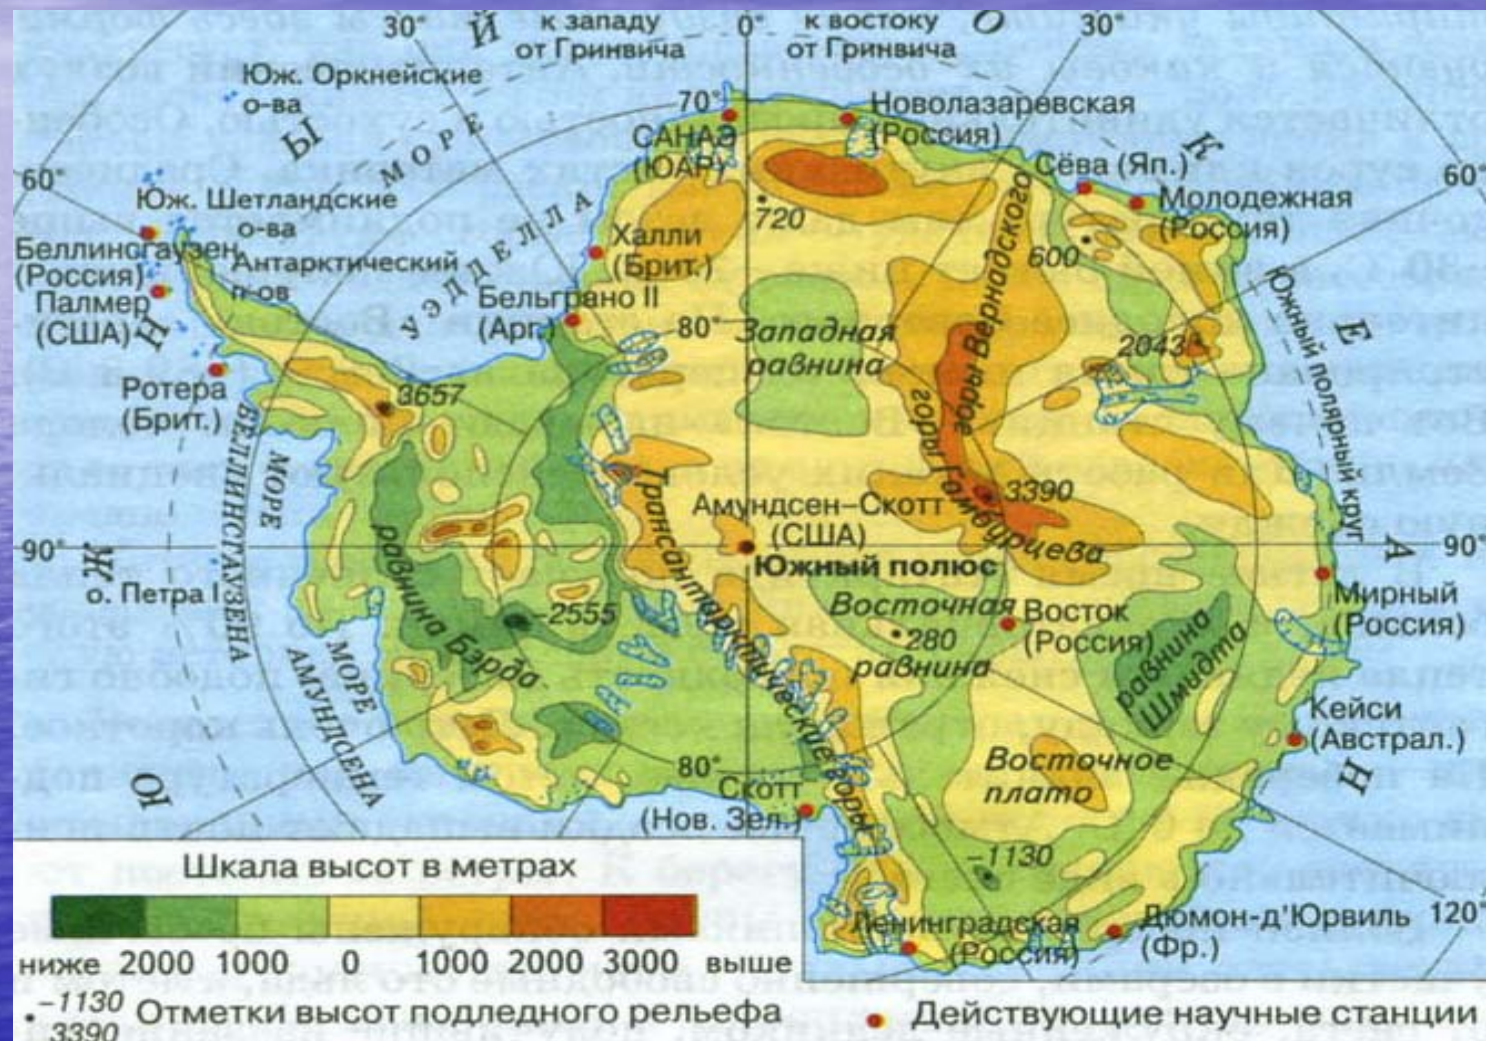 30°
Й
к западу
от Гринвича
0°
к востоку
от Гринвича
О
30°
Юж. Оркнейские
о-ва
Ы
МОРЕ
УЭДДЕЛЛА
70°
САНАЭ
(ЮАР)
Новолазаревская
(Россия)
К
Сёва (Яп.)
60°
60°
Молодежная
(Россия)
Юж. Шетландские
о-ва
Беллинсгаузен
(Россия)
Антарктический
п-ов
Палмер
(США)
Н
720
600
Халли
(Брит.)
Бельграно II
(Арг.)
80°
Западная
равнина
горы Вернадского
2043
Южный полярный круг
Е
Ротера
(Брит.)
3657
МОРЕ
БЕЛЛИНСГАУЗЕНА
горы Гамбурцева
3390
Амундсен–Скотт
(США)
Южный полюс
Трансантарктические горы
90°
Ж
о. Петра I
А
90°
равнина Бэрда
–2555
Восточная
равнина
280
Восток
(Россия)
Мирный
(Россия)
равнина
Шмидта
МОРЕ
АМУНДСЕНА
Кейси
(Австрал.)
Ю
80°
Скотт
(Нов. Зел.)
Восточное
плато
Н
–1130
Ленинградская
(Россия)
Дюмон-д'Юрвиль
(Фр.)
120°
Шкала высот в метрах
ниже 2000 1000 0 1000 2000 3000 выше
–1130
3390
Отметки высот подледного рельефа
Действующие научные станции